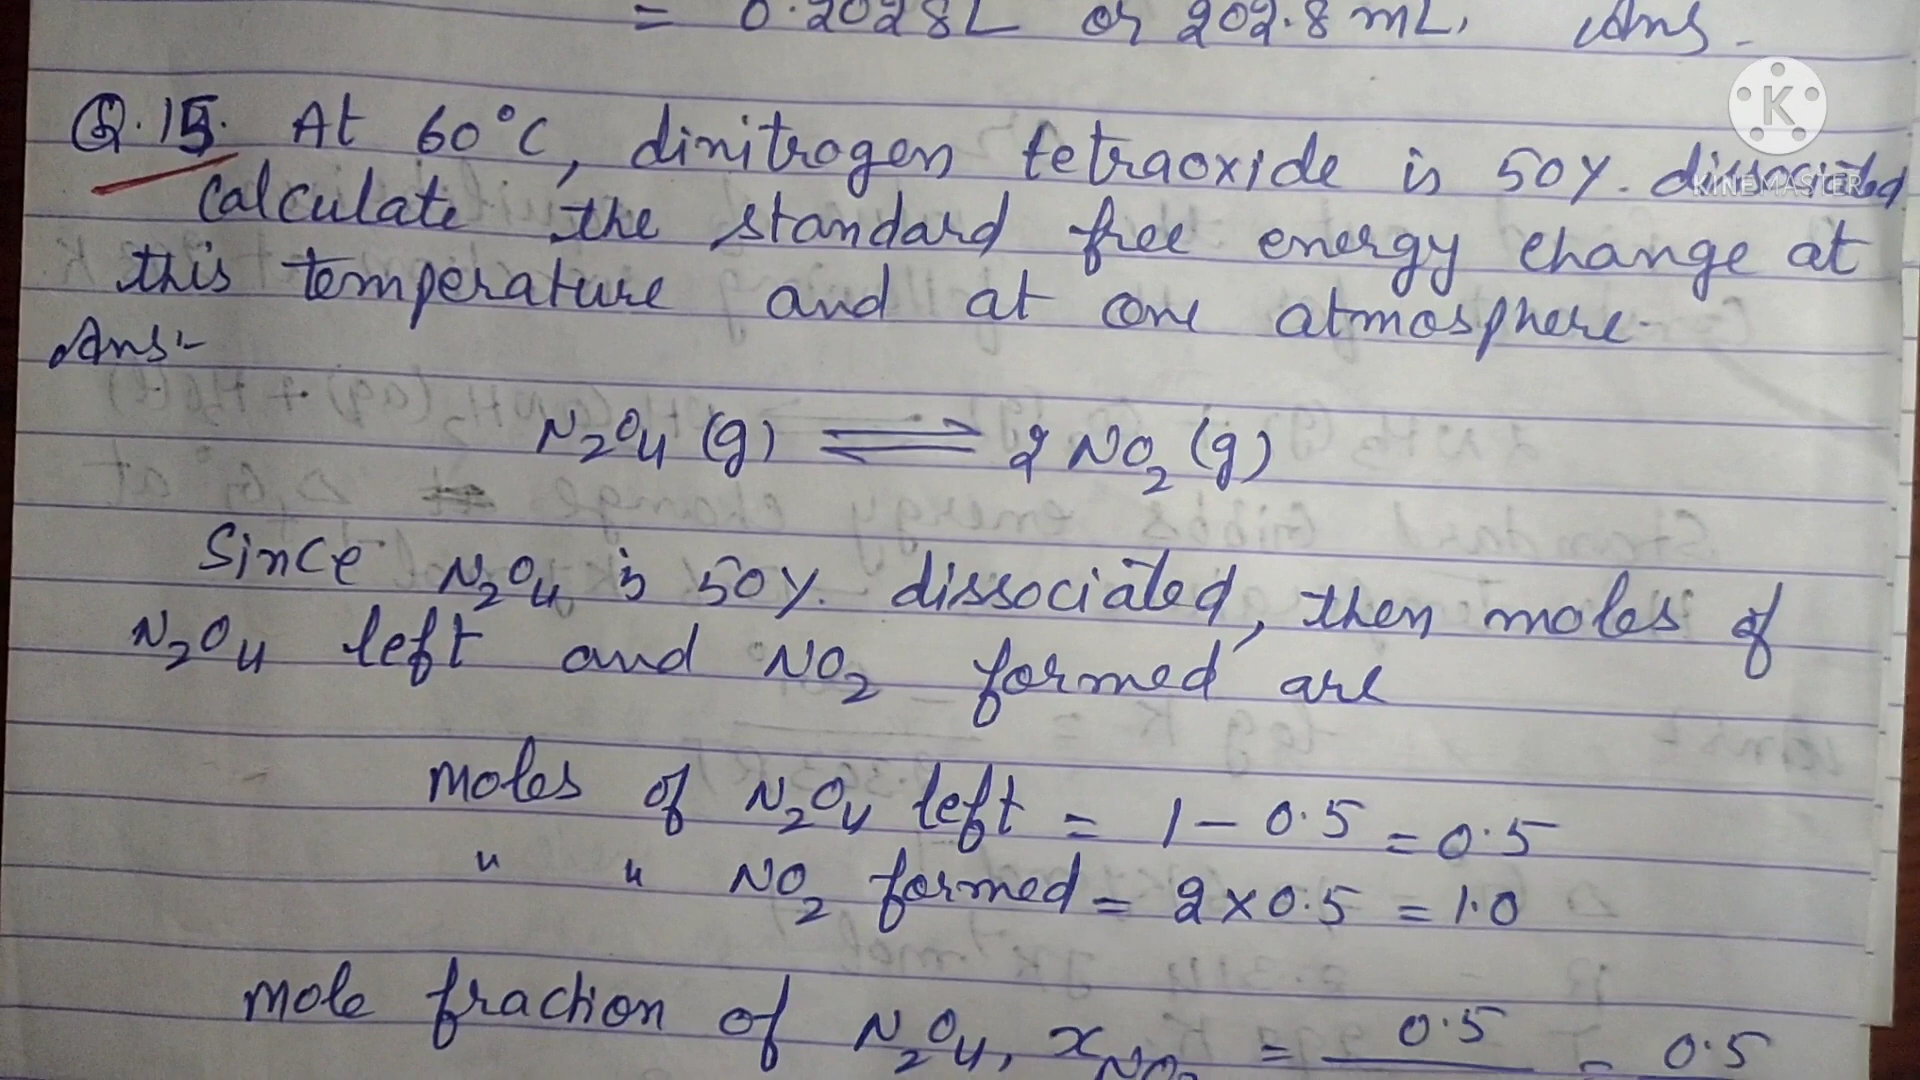 = 0.2028L or 202.8 mL. Ans.
K
KINEMASTER
Q.15. At 60°C, dinitrogen tetraoxide is 50%. dissociated
Calculate the standard free energy change at
this temperature and at one atmosphere.
Ans:-
N₂O₄ (g) ⇌ 2 NO₂ (g)
Since N₂O₄ is 50%. dissociated, then moles of
N₂O₄ left and NO₂ formed are
moles of N₂O₄ left = 1 - 0.5 = 0.5
" " NO₂ formed = 2 x 0.5 = 1.0
mole fraction of N₂O₄, x = 0.5 = 0.5